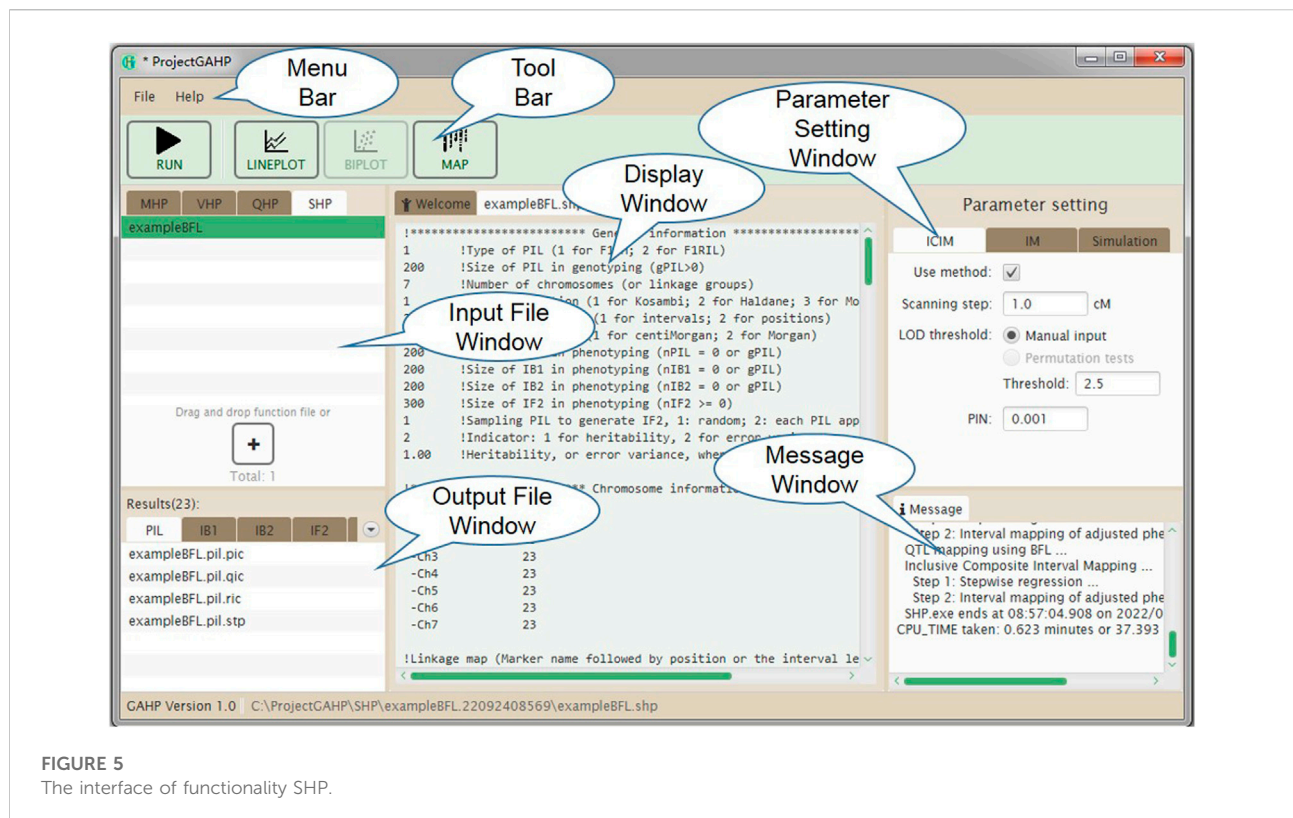 * ProjectGAHP
Menu
Bar
Tool
Bar
Parameter
Setting
Window
File Help
RUN
LINEPLOT
BIPLOT
MAP
MHP VHP QHP SHP
exampleBFL
Input File
Window
Drag and drop function file or
+
Total: 1
Results(23):
PIL IB1 IB2 IF2
Output File
Window
exampleBFL.pil.pic
exampleBFL.pil.qic
exampleBFL.pil.ric
exampleBFL.pil.stp
Welcome exampleBFL.sh
Display
Window
!************************* Gene information ******************
1 !Type of PIL (1 for F1 ; 2 for F1RIL)
200 !Size of PIL in genotyping (gPIL>0)
7 !Number of chromosomes (or linkage groups)
1 (1 for Kosambi; 2 for Haldane; 3 for Mo
(1 for intervals; 2 for positions)
1 for centiMorgan; 2 for Morgan)
200 phenotyping (nPIL = 0 or gPIL)
200 !Size of IB1 in phenotyping (nIB1 = 0 or gPIL)
200 !Size of IB2 in phenotyping (nIB2 = 0 or gPIL)
300 !Size of IF2 in phenotyping (nIF2 >= 0)
1 !Sampling PIL to generate IF2, 1: random; 2: each PIL app
2 !Indicator: 1 for heritability, 2 for error
1.00 !Heritability, or error variance, whe
*** Chromosome informati
-Ch3 23
-Ch4 23
-Ch5 23
-Ch6 23
-Ch7 23
!Linkage map (Marker name followed by position or the interval le
Parameter setting
ICIM IM Simulation
Use method:
Scanning step: 1.0 cM
LOD threshold: Manual input
Permutation tests
Threshold: 2.5
PIN: 0.001
Message
Window
Message
Step 2: Interval mapping of adjusted phe
QTL mapping using BFL ...
Inclusive Composite Interval Mapping ...
Step 1: Stepwise regression ...
Step 2: Interval mapping of adjusted phe
SHP.exe ends at 08:57:04.908 on 2022/0
CPU_TIME taken: 0.623 minutes or 37.393
GAHP Version 1.0 C:\ProjectGAHP\SHP\exampleBFL.22092408569\exampleBFL.shp
FIGURE 5
The interface of functionality SHP.